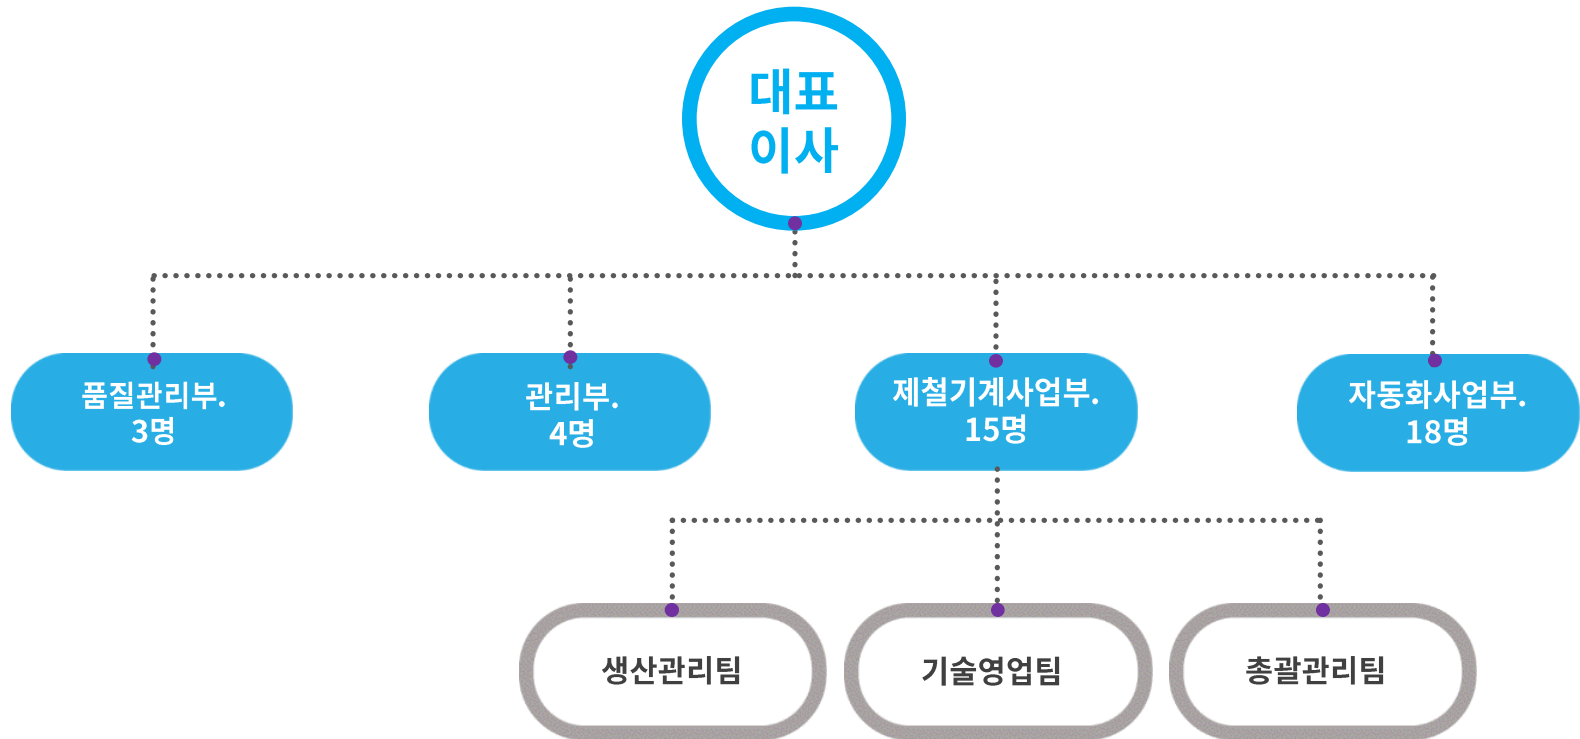 대표
이사
품질관리부.
3명
관리부.
4명
제철기계사업부.
15명
자동화사업부.
18명
생산관리팀
기술영업팀
총괄관리팀